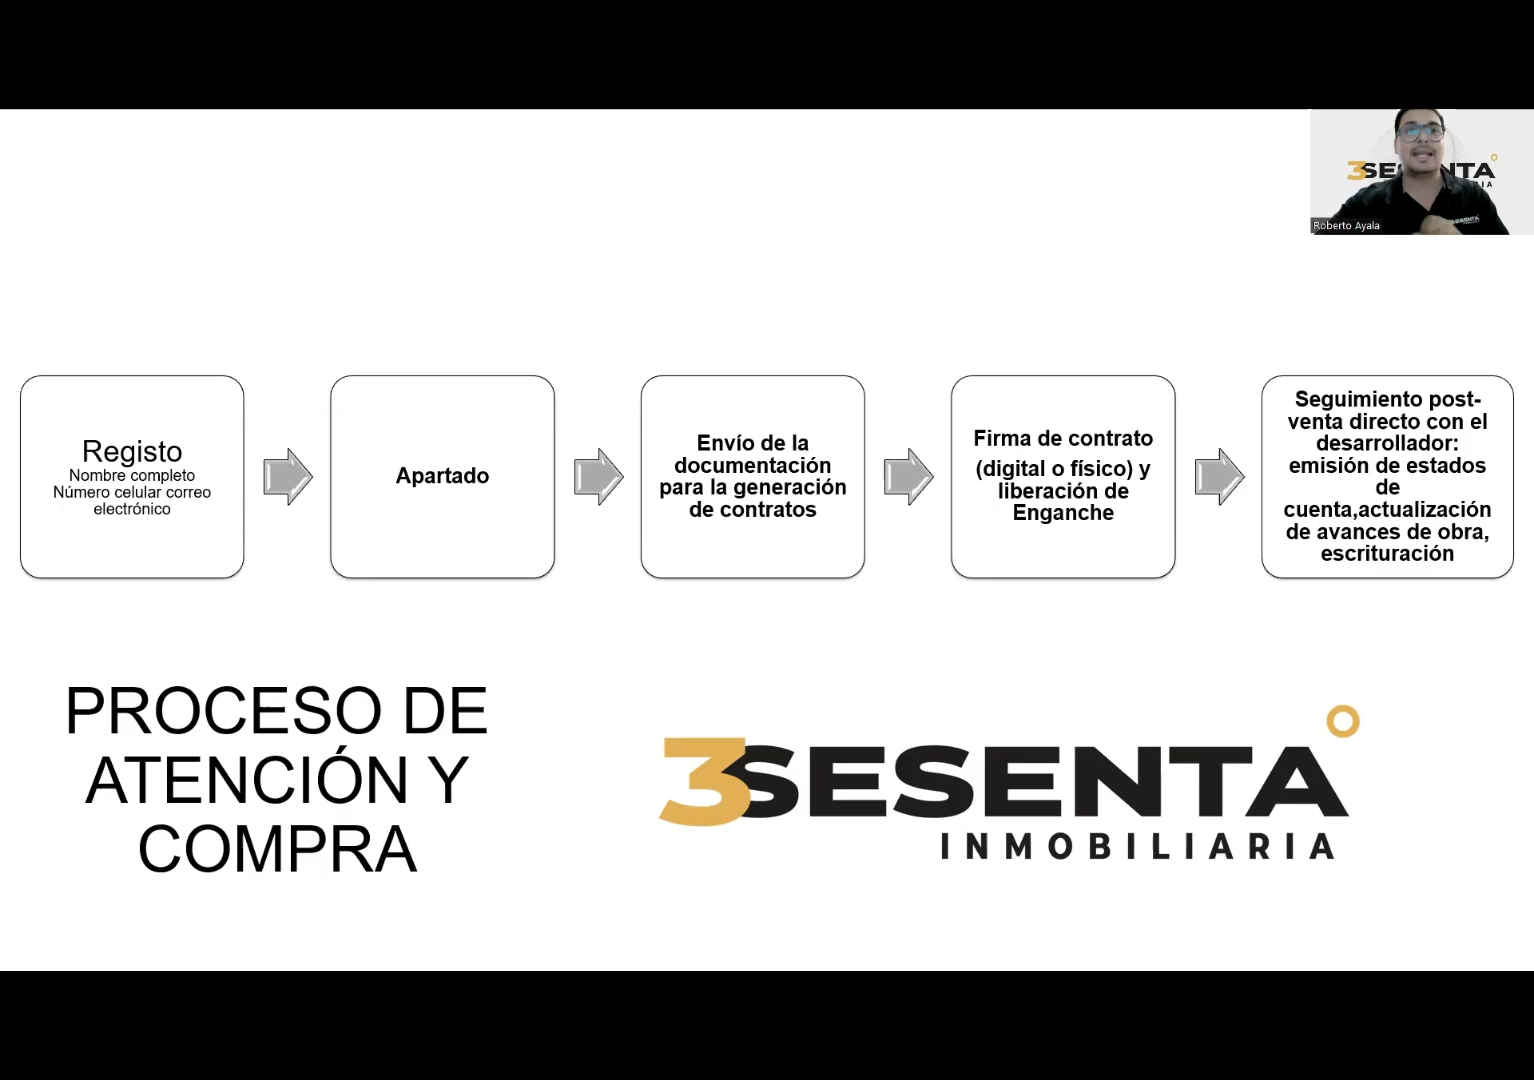 3SESENTA
Roberto Ayala
Registo
Nombre completo
Número celular correo
electrónico
Apartado
Envío de la
documentación
para la generación
de contratos
Firma de contrato
(digital o físico) y
liberación de
Enganche
Seguimiento post-
venta directo con el
desarrollador:
emisión de estados
de
cuenta,actualización
de avances de obra,
escrituración
PROCESO DE
ATENCIÓN Y
COMPRA
3SESENTA°
INMOBILIARIA